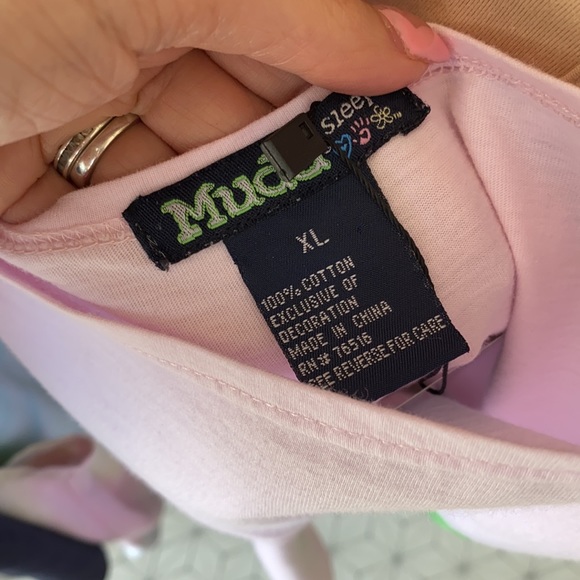 Mudd sleep
XL
100% COTTON
EXCLUSIVE OF
DECORATION
MADE IN CHINA
RN# 76516
SEE REVERSE FOR CARE